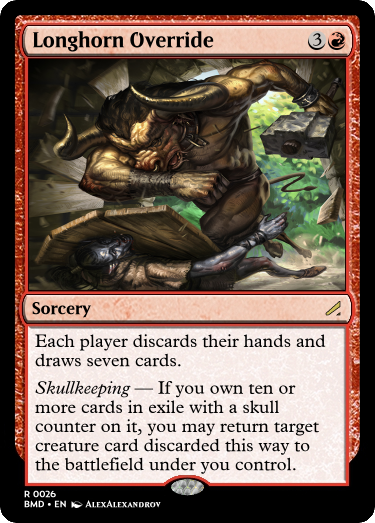 Longhorn Override 3
Sorcery
Each player discards their hands and
draws seven cards.
Skullkeeping — If you own ten or
more cards in exile with a skull
counter on it, you may return target
creature card discarded this way to
the battlefield under you control.
R 0026
BMD • EN AlexAlexandrov